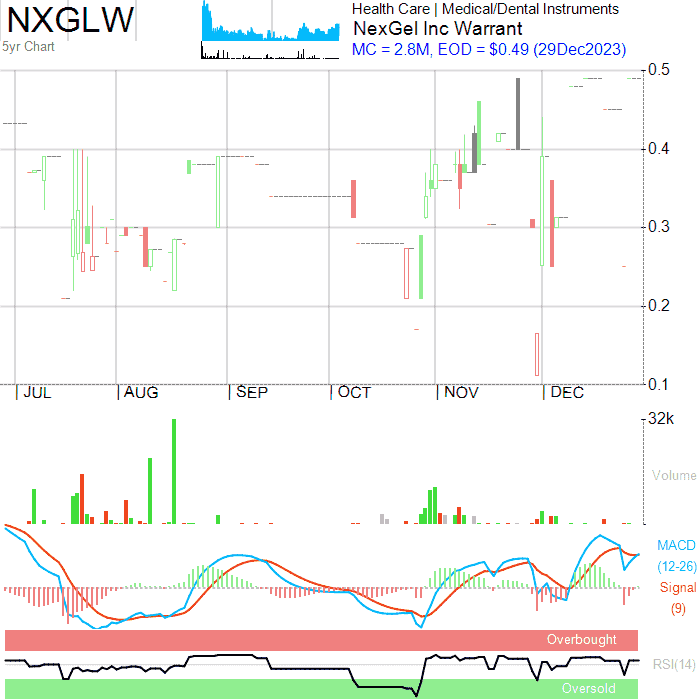 NXGLW
5yr Chart
Health Care | Medical/Dental Instruments
NexGel Inc Warrant
MC = 2.8M, EOD = $0.49 (29Dec2023)
0.5
0.4
0.3
0.2
0.1
JUL AUG SEP OCT NOV DEC
32k
Volume
MACD
(12-26)
Signal
(9)
Overbought
RSI(14)
Oversold